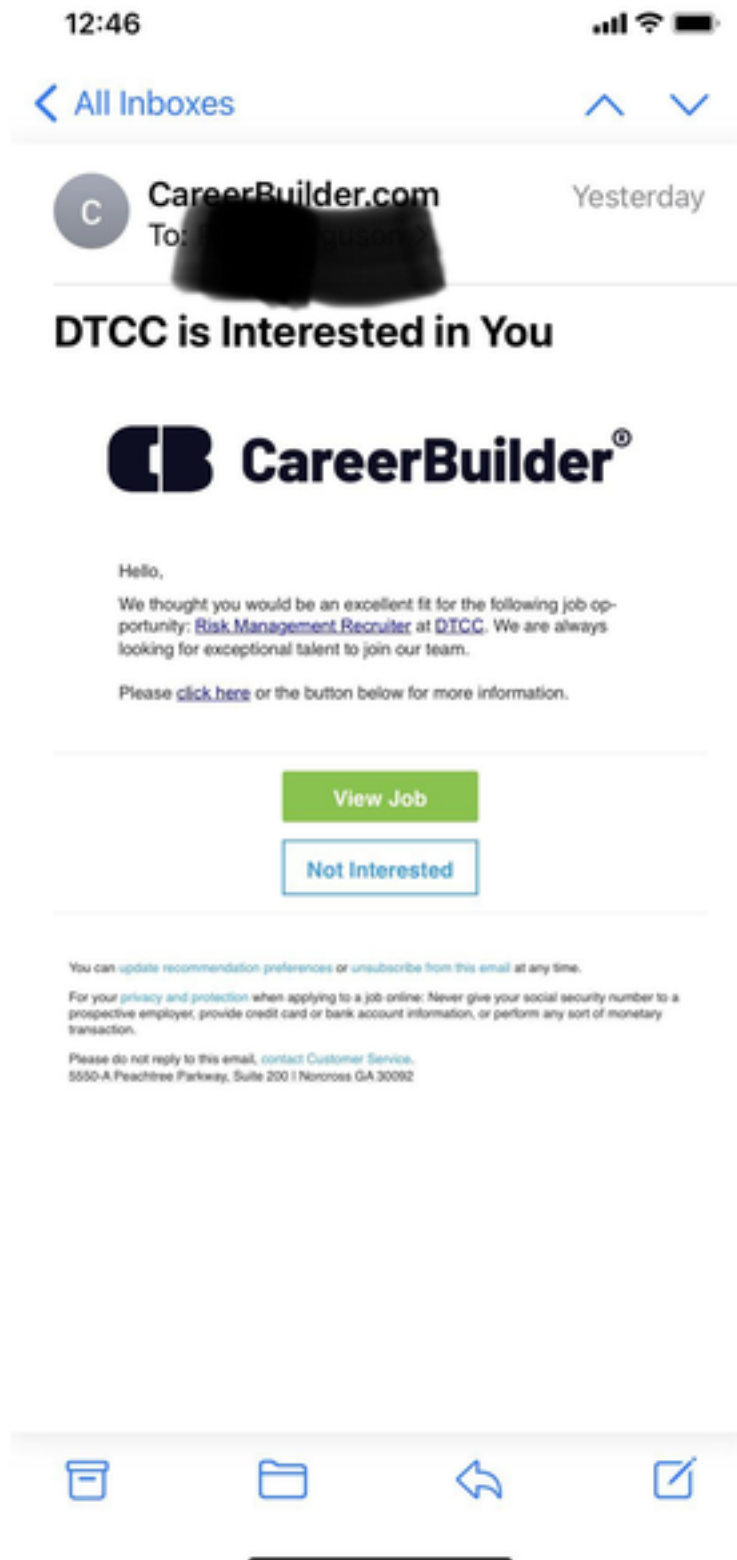 12:46
All Inboxes
C
CareerBuilder.com
Yesterday
To:
DTCC is Interested in You
CB CareerBuilder®
Hello,
We thought you would be an excellent fit for the following job op-
portunity: Risk Management Recruiter at DTCC. We are always
looking for exceptional talent to join our team.
Please click here or the button below for more information.
View Job
Not Interested
You can update recommendation preferences or unsubscribe from this email at any time.
For your privacy and protection when applying to a job online: Never give your social security number to a
prospective employer, provide credit card or bank account information, or perform any sort of monetary
transaction.
Please do not reply to this email, contact Customer Service.
5550-A Peachtree Parkway, Suite 200 | Norcross GA 30092